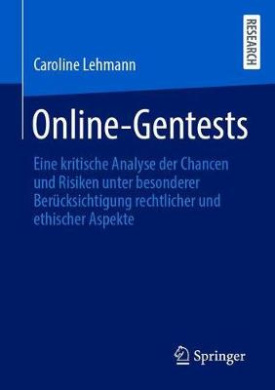 RESEARCH
Caroline Lehmann
Online-Gentests
Eine kritische Analyse der Chancen
und Risiken unter besonderer
Berücksichtigung rechtlicher und
ethischer Aspekte
Springer